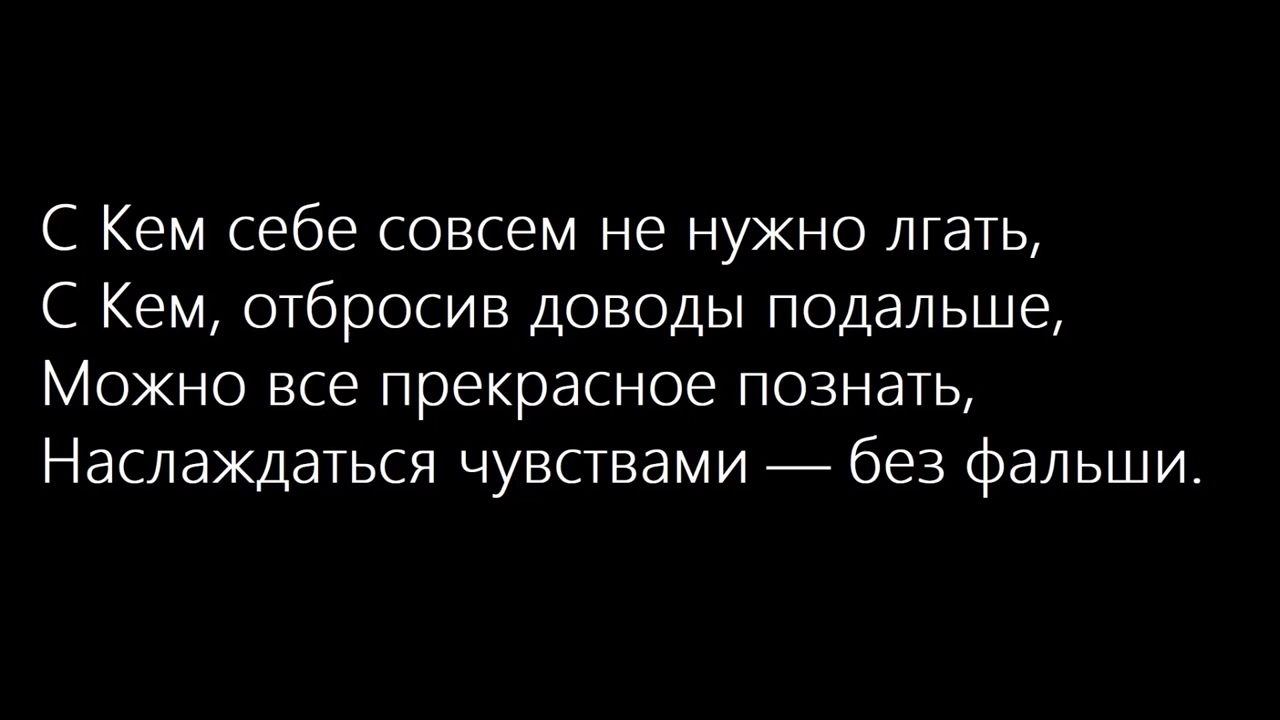 С Кем себе совсем не нужно лгать,
С Кем, отбросив доводы подальше,
Можно все прекрасное познать,
Наслаждаться чувствами — без фальши.